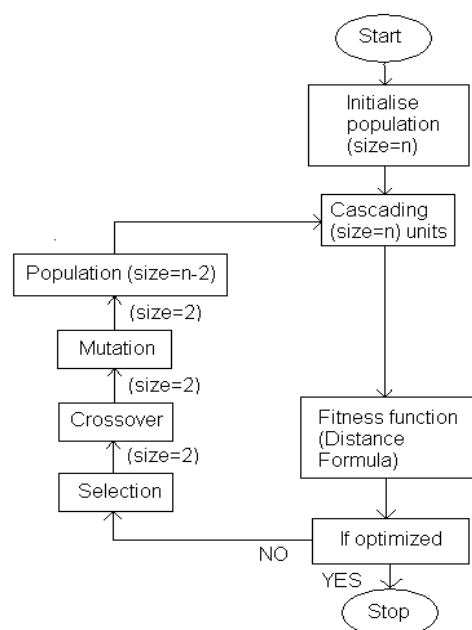 Start
Initialise
population
(size=n)
Cascading
(size=n) units
Population (size=n-2)
(size=2)
Mutation
(size=2)
Crossover
(size=2)
Selection
Fitness function
(Distance
Formula)
If optimized
NO
YES
Stop